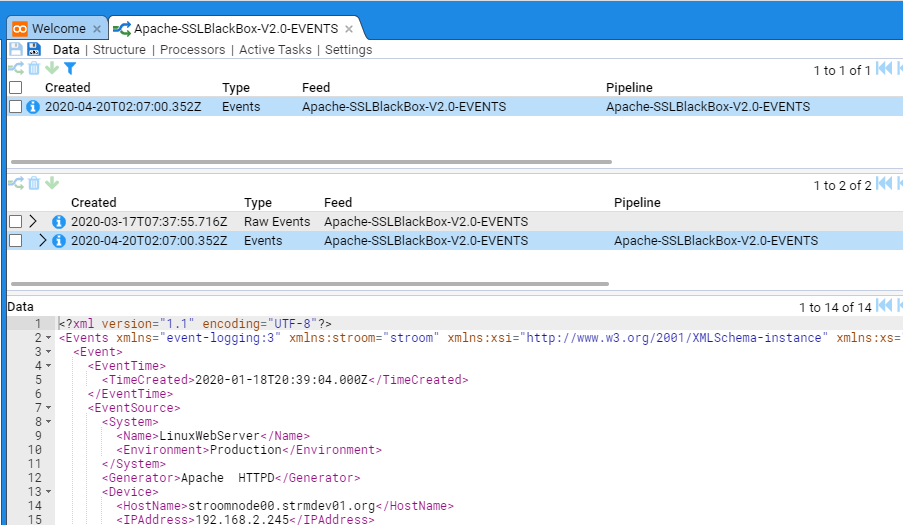 Welcome × Apache-SSLBlackBox-V2.0-EVENTS ×
Data | Structure | Processors | Active Tasks | Settings
1 to 1 of 1
Created Type Feed Pipeline
2020-04-20T02:07:00.352Z Events Apache-SSLBlackBox-V2.0-EVENTS Apache-SSLBlackBox-V2.0-EVENTS
1 to 2 of 2
Created Type Feed Pipeline
2020-03-17T07:37:55.716Z Raw Events Apache-SSLBlackBox-V2.0-EVENTS
2020-04-20T02:07:00.352Z Events Apache-SSLBlackBox-V2.0-EVENTS Apache-SSLBlackBox-V2.0-EVENTS
Data 1 to 14 of 14
1 <?xml version="1.1" encoding="UTF-8"?>
2 <Events xmlns="event-logging:3" xmlns:stroom="stroom" xmlns:xsi="http://www.w3.org/2001/XMLSchema-instance" xmlns:xs=
3 <Event>
4 <EventTime>
5 <TimeCreated>2020-01-18T20:39:04.000Z</TimeCreated>
6 </EventTime>
7 <EventSource>
8 <System>
9 <Name>LinuxWebServer</Name>
10 <Environment>Production</Environment>
11 </System>
12 <Generator>Apache  HTTPD</Generator>
13 <Device>
14 <HostName>stroomnode00.strmdev01.org</HostName>
15 <IPAddress>192.168.2.245</IPAddress>